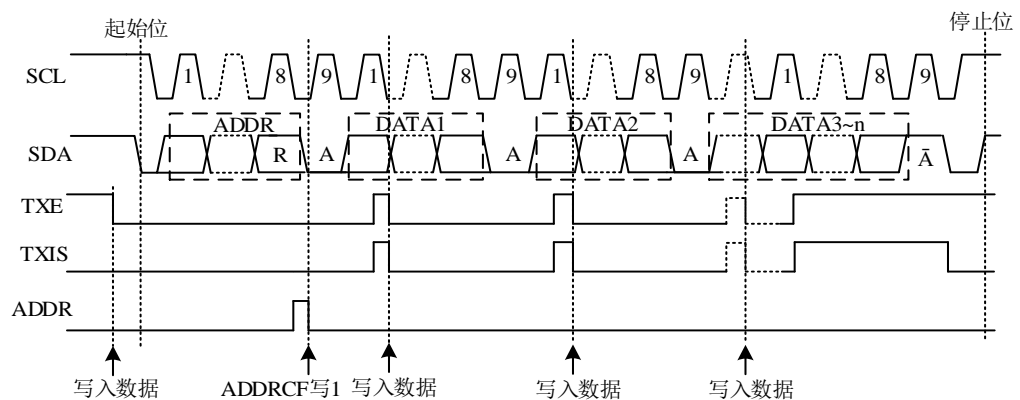 起始位
停止位
SCL 1 8 9 1 8 9 1 8 9 1 8 9
ADDR DATA1 DATA2 DATA3~n
SDA R A A A Ā
TXE
TXIS
ADDR
写入数据 ADDRCF写1 写入数据 写入数据 写入数据